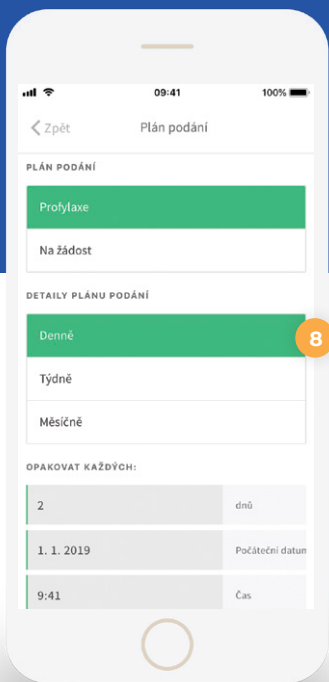 09:41
100%
Zpět
Plán podání
PLÁN PODÁNÍ
Profylaxe
Na žádost
DETAILY PLÁNU PODÁNÍ
Denně
8
Týdně
Měsíčně
OPAKOVAT KAŽDÝCH:
2 dnů
1. 1. 2019 Počáteční datum
9:41 Čas